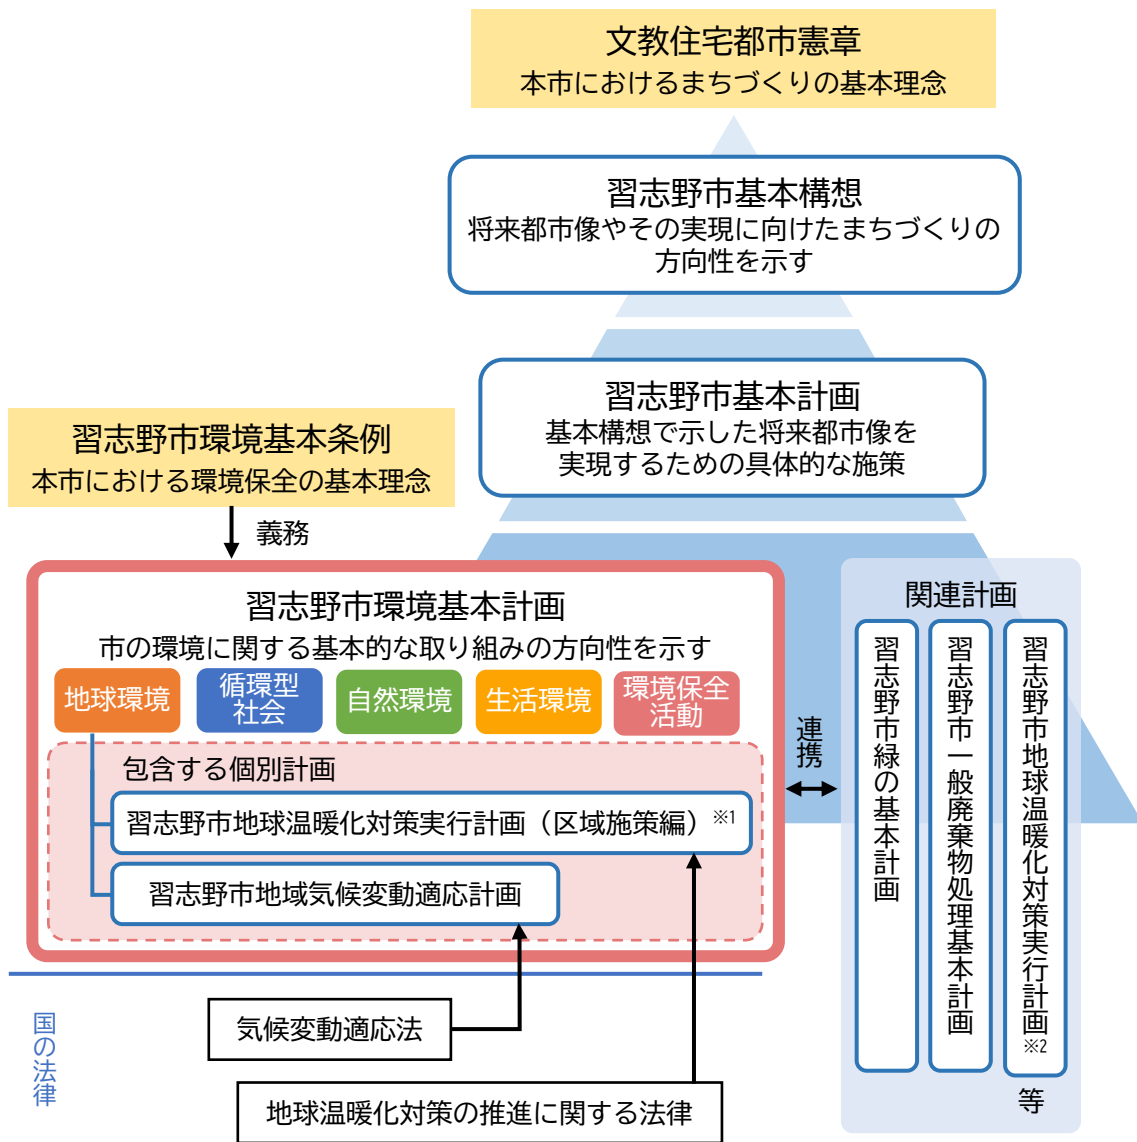 文教住宅都市憲章
本市におけるまちづくりの基本理念
習志野市基本構想
将来都市像やその実現に向けたまちづくりの
方向性を示す
習志野市基本計画
基本構想で示した将来都市像を
実現するための具体的な施策
習志野市環境基本条例
本市における環境保全の基本理念
義務
習志野市環境基本計画
市の環境に関する基本的な取り組みの方向性を示す
地球環境
循環型
社会
自然環境
生活環境
環境保全
活動
包含する個別計画
習志野市地球温暖化対策実行計画（区域施策編）※1
習志野市地域気候変動適応計画
連携
関連計画
習志野市緑の基本計画
習志野市一般廃棄物処理基本計画
習志野市地球温暖化対策実行計画※2
等
国の法律
気候変動適応法
地球温暖化対策の推進に関する法律